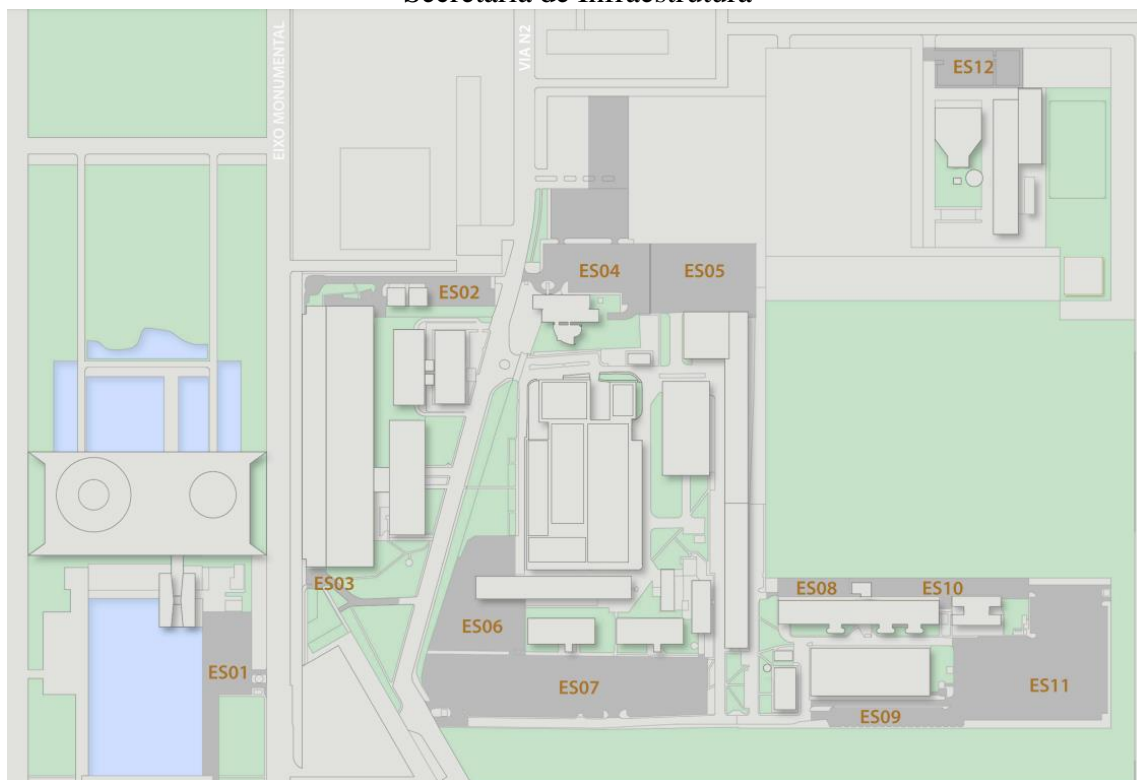 Secretaria de Infraestrutura
EIXO MONUMENTAL
VIA N2
ES12
ES04
ES05
ES02
ES03
ES08
ES10
ES06
ES01
ES07
ES11
ES09